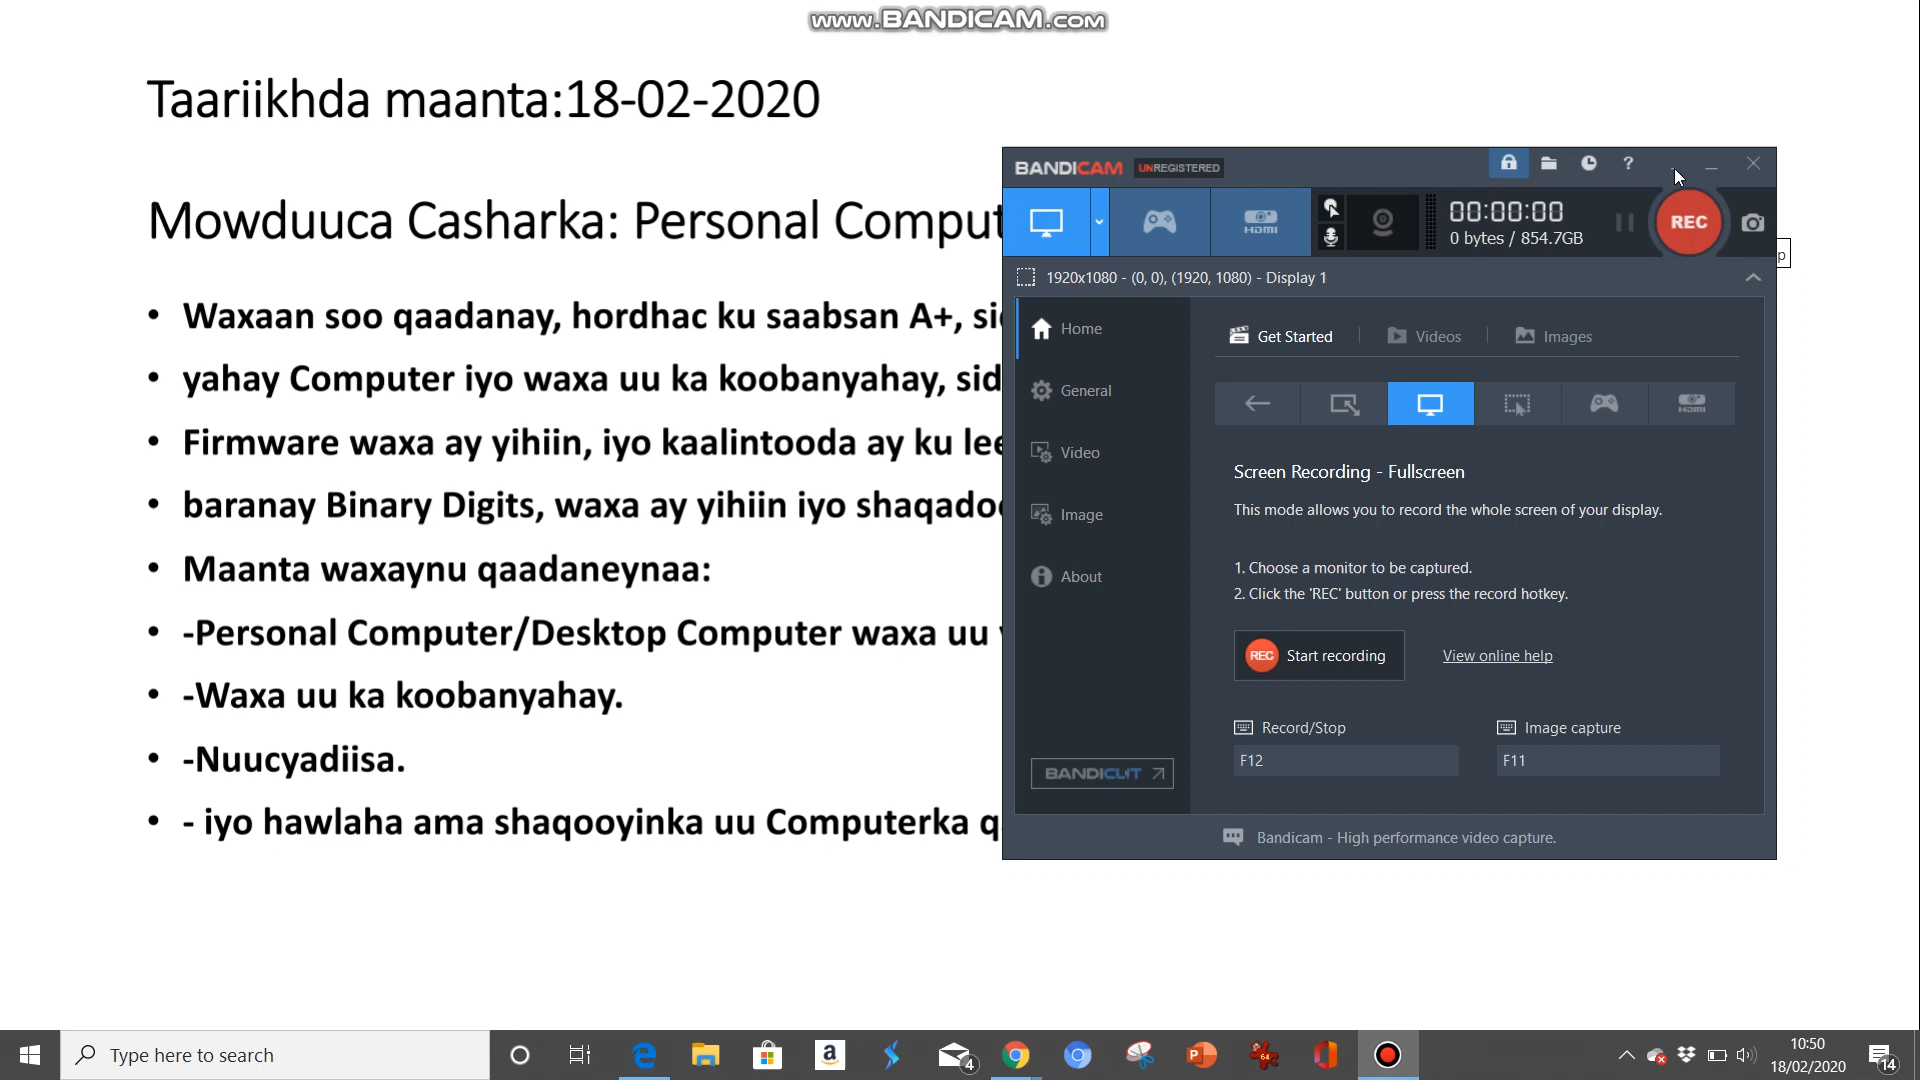 www.BANDICAM.com
Taariikhda maanta:18-02-2020
Mowduuca Casharka: Personal
Waxaan soo qaadanay, hordhac ku saabsan A+,
yahay Computer iyo waxa uu ka koobanyahay,
Firmware waxa ay yihiin, iyo kaalintooda ay ku
baranay Binary Digits, waxa ay yihiin iyo
Maanta waxaynu qaadaneynaa:
-Personal Computer/Desktop Computer waxa uu
-Waxa uu ka koobanyahay.
-Nuucyadiisa.
- iyo hawlaha ama shaqooyinka uu Computerka
BANDICAM UNREGISTERED
?
HDMI
00:00:00
0 bytes / 854.7GB
REC
1920x1080 - (0, 0), (1920, 1080) - Display 1
Home
General
Video
Image
About
BANDICUT
Get Started
Videos
Images
HDMI
Screen Recording - Fullscreen
This mode allows you to record the whole screen of your display.
1. Choose a monitor to be captured.
2. Click the 'REC' button or press the record hotkey.
REC Start recording
View online help
Record/Stop
Image capture
F12
F11
Bandicam - High performance video capture.
Type here to search
a
4
64
10:50
18/02/2020
14